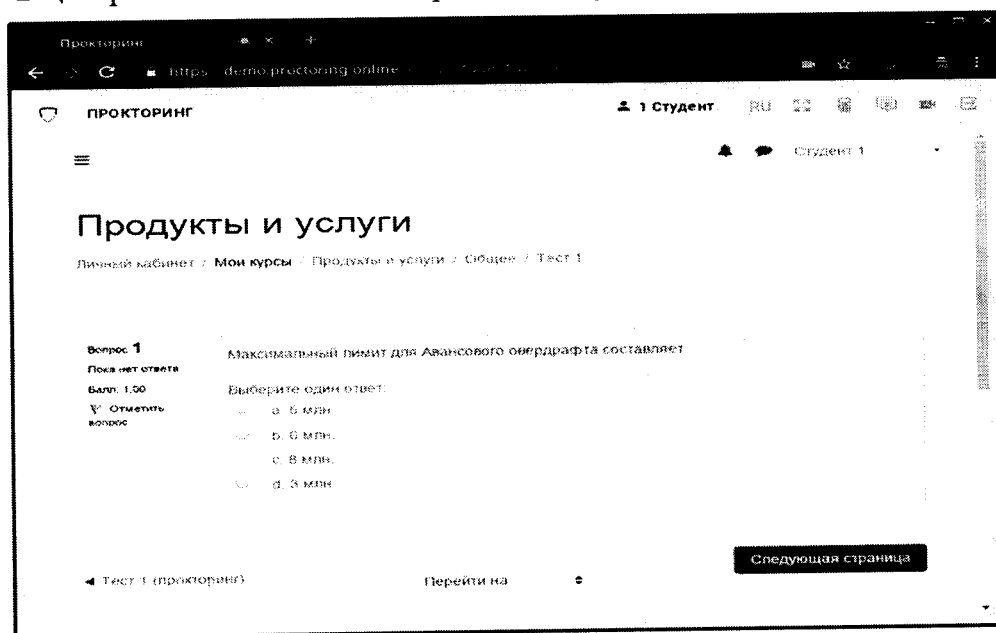 Прокторинг
https demo.proctoring.online
ПРОКТОРИНГ
1 Студент RU
Студент 1
Продукты и услуги
Личный кабинет / Мои курсы / Продукты и услуги / Общее / Тест 1
Вопрос 1
Пока нет ответа
Балл: 1,00
Отметить вопрос
Максимальный лимит для Авансового овердрафта составляет
Выберите один ответ:
a. 5 млн.
b. 6 млн.
c. 8 млн.
d. 3 млн
Следующая страница
◄ Тест 1 (прокторинг)
Перейти на